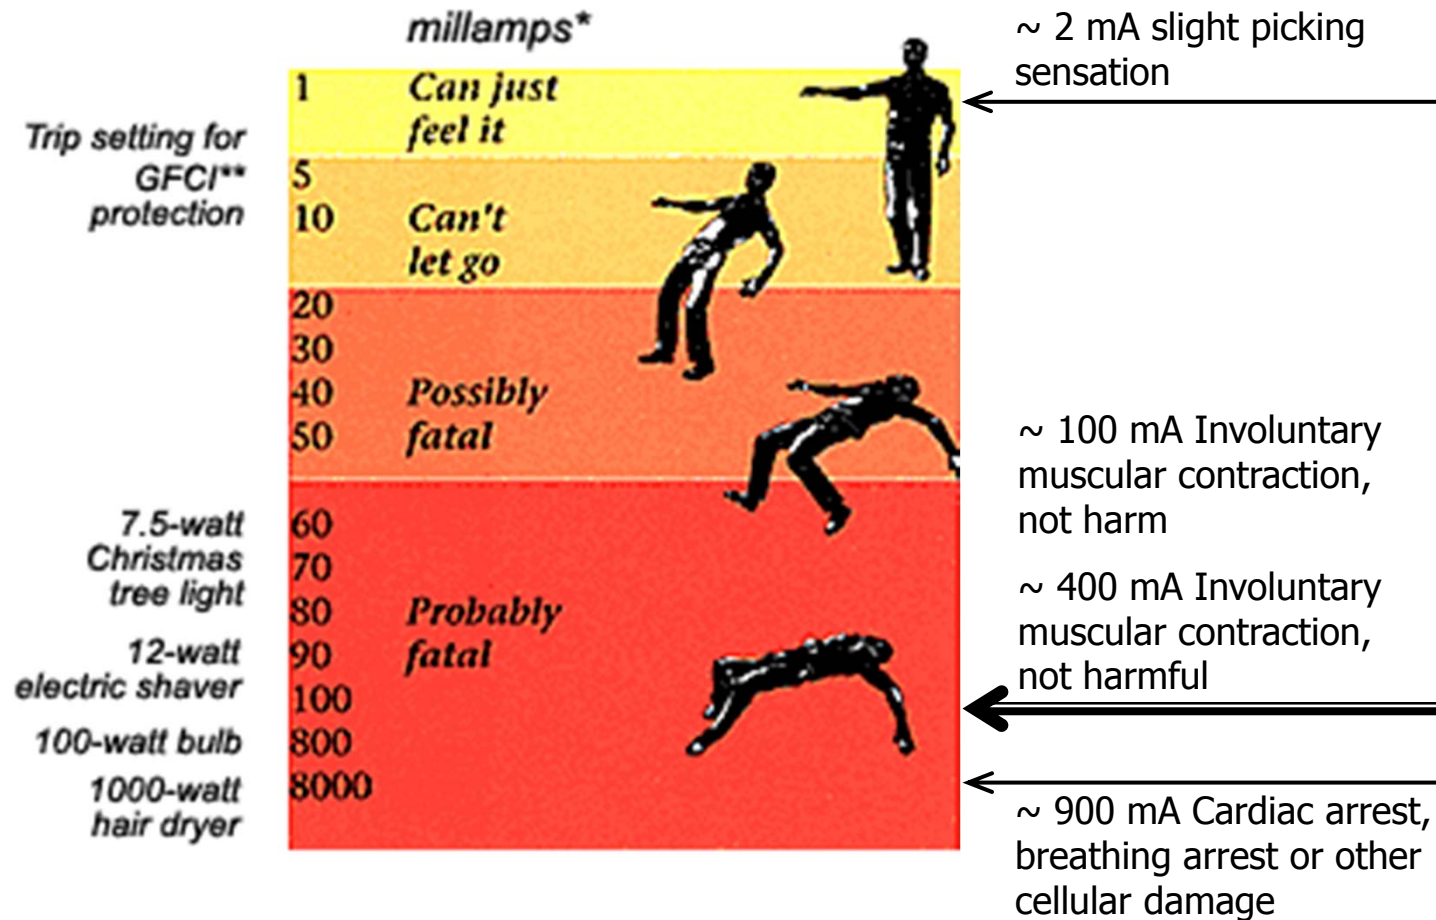 millamps*
1 Can just
feel it
Trip setting for
GFCI**
protection
5
10 Can't
let go
20
30
40 Possibly
50 fatal
7.5-watt
Christmas
tree light
60
70
80 Probably
90 fatal
100
800
8000
12-watt
electric shaver
100-watt bulb
1000-watt
hair dryer
~ 2 mA slight picking
sensation
~ 100 mA Involuntary
muscular contraction,
not harm
~ 400 mA Involuntary
muscular contraction,
not harmful
~ 900 mA Cardiac arrest,
breathing arrest or other
cellular damage